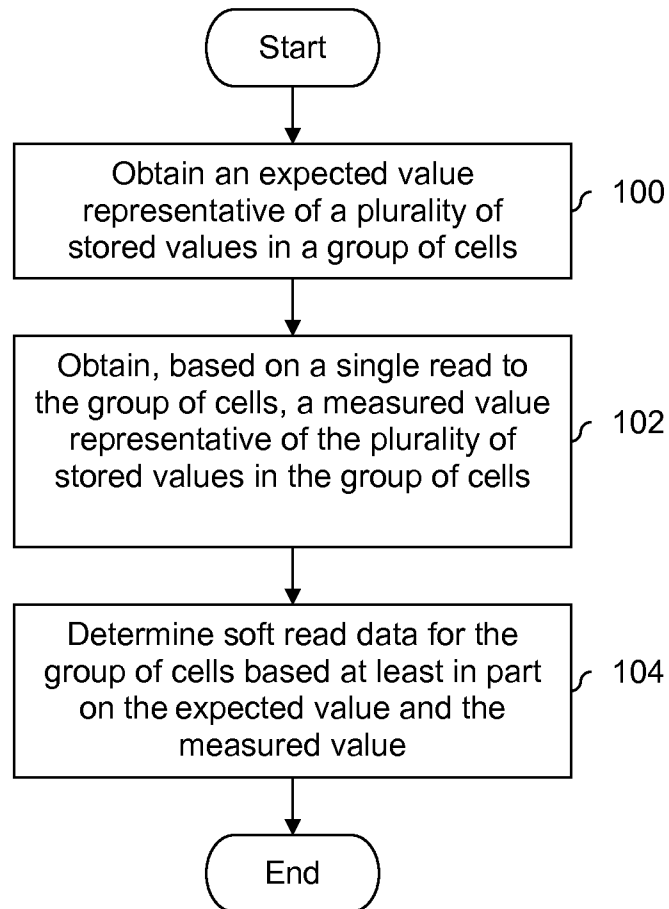 Start
Obtain an expected value
representative of a plurality of
stored values in a group of cells
100
Obtain, based on a single read to
the group of cells, a measured value
representative of the plurality of
stored values in the group of cells
102
Determine soft read data for the
group of cells based at least in part
on the expected value and the
measured value
104
End